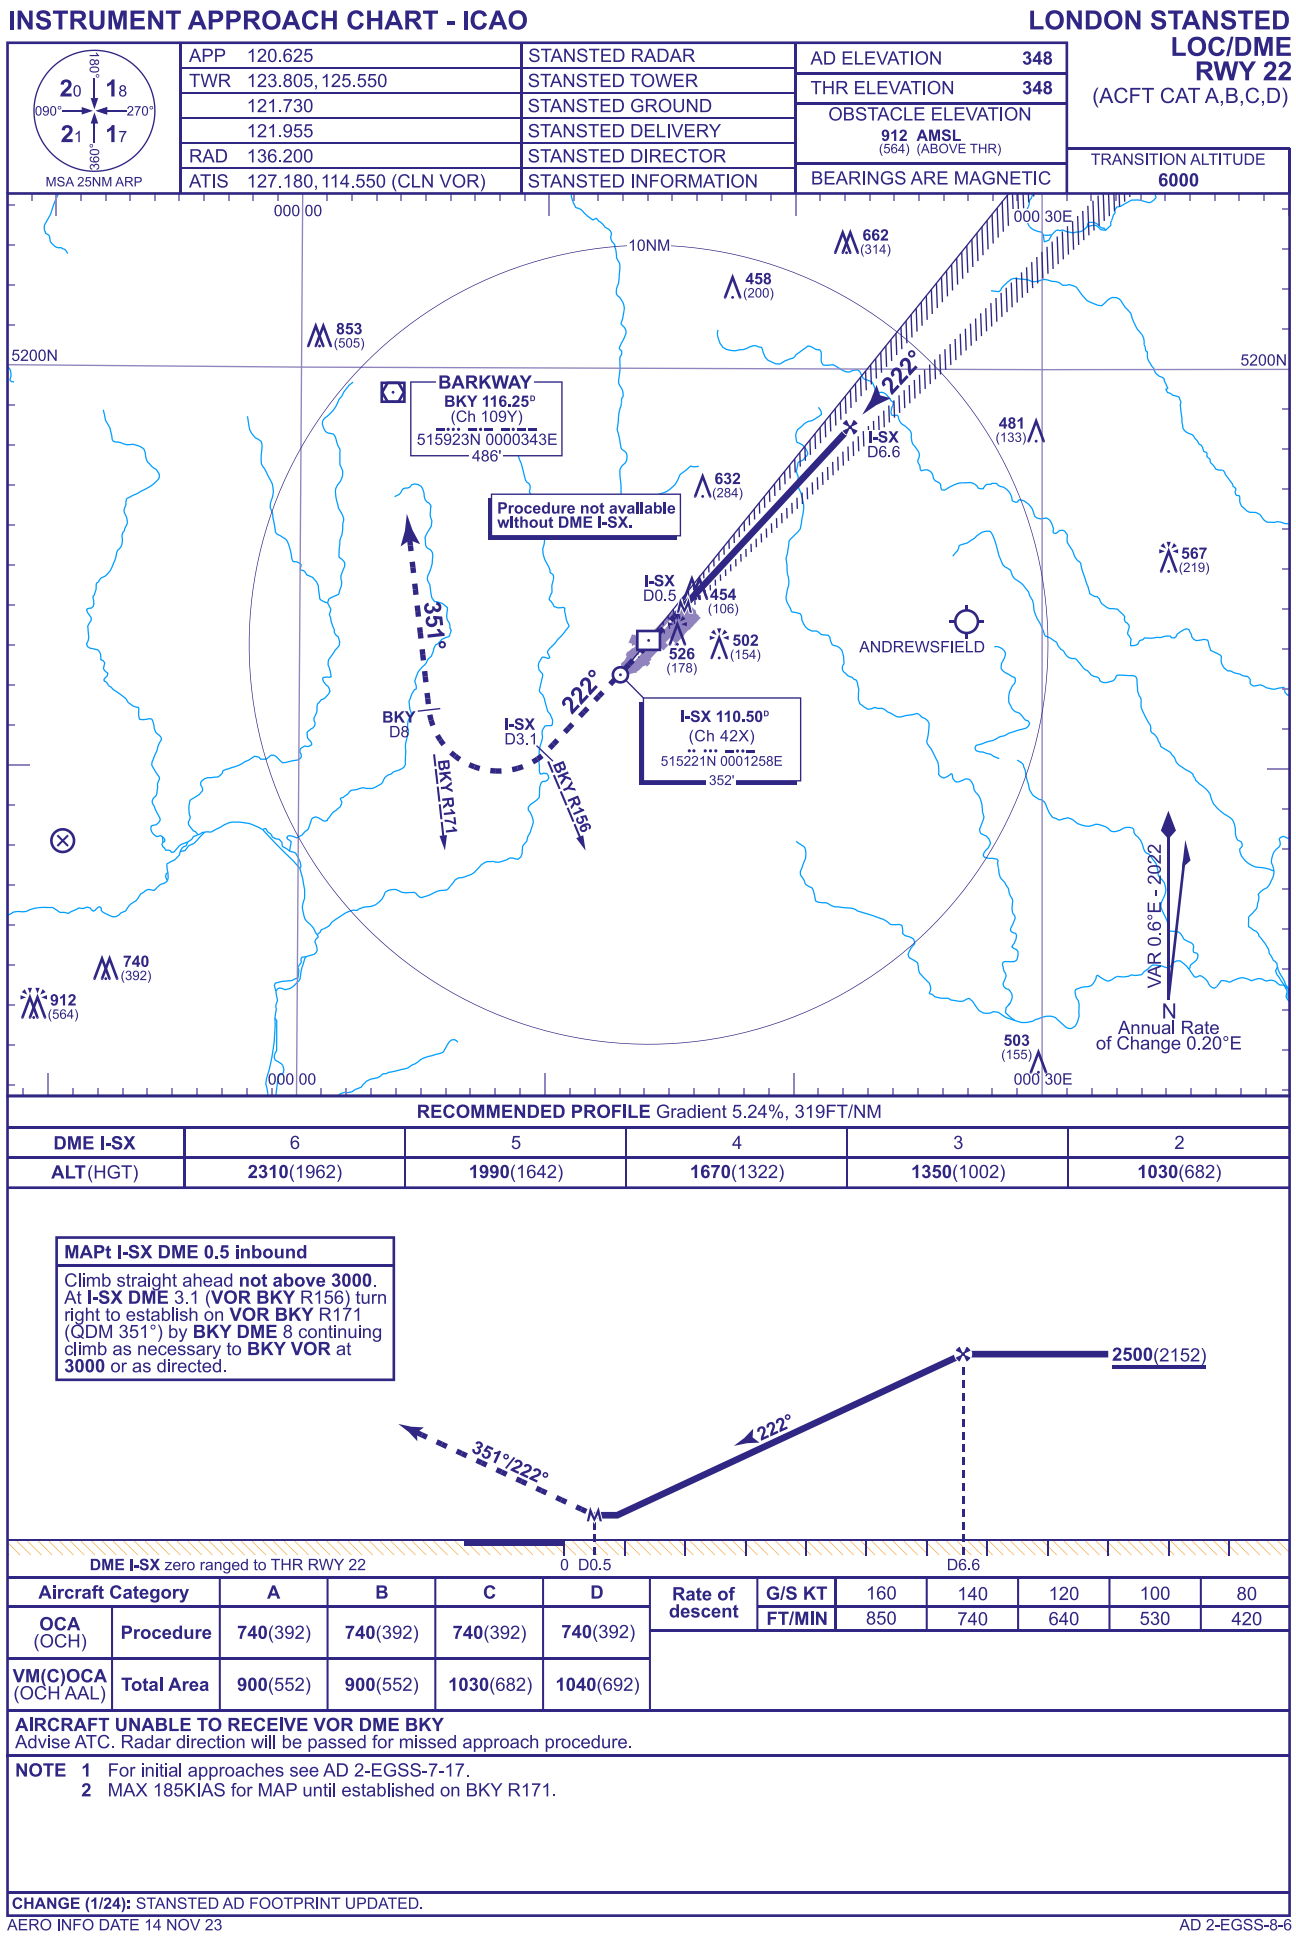 INSTRUMENT APPROACH CHART - ICAO
LONDON STANSTED
LOC/DME
RWY 22
(ACFT CAT A,B,C,D)
180°
20 18
090° 270°
21 17
360°
MSA 25NM ARP
APP 120.625 STANSTED RADAR
TWR 123.805, 125.550 STANSTED TOWER
121.730 STANSTED GROUND
121.955 STANSTED DELIVERY
RAD 136.200 STANSTED DIRECTOR
ATIS 127.180, 114.550 (CLN VOR) STANSTED INFORMATION
AD ELEVATION 348
THR ELEVATION 348
OBSTACLE ELEVATION
912 AMSL
(564) (ABOVE THR)
BEARINGS ARE MAGNETIC
TRANSITION ALTITUDE
6000
000 00
000 30E
10NM
662
(314)
458
(200)
853
(505)
5200N
5200N
222°
BARKWAY
BKY 116.25D
(Ch 109Y)
515923N 0000343E
486'
I-SX
D6.6
481
(133)
632
(284)
Procedure not available
without DME I-SX.
567
(219)
I-SX
D0.5
454
(106)
351°
502
(154)
526
(178)
ANDREWSFIELD
222°
BKY
D8
I-SX
D3.1
I-SX 110.50D
(Ch 42X)
515221N 0001258E
352'
BKY R171
BKY R156
VAR 0.6°E - 2022
N
Annual Rate
of Change 0.20°E
740
(392)
912
(564)
503
(155)
000 00
000 30E
RECOMMENDED PROFILE Gradient 5.24%, 319FT/NM
DME I-SX 6 5 4 3 2
ALT(HGT) 2310(1962) 1990(1642) 1670(1322) 1350(1002) 1030(682)
MAPt I-SX DME 0.5 inbound
Climb straight ahead not above 3000.
At I-SX DME 3.1 (VOR BKY R156) turn
right to establish on VOR BKY R171
(QDM 351°) by BKY DME 8 continuing
climb as necessary to BKY VOR at
3000 or as directed.
2500(2152)
222°
351°/222°
DME I-SX zero ranged to THR RWY 22
0 D0.5
D6.6
Aircraft Category A B C D
OCA
(OCH)
Procedure 740(392) 740(392) 740(392) 740(392)
VM(C)OCA
(OCH AAL)
Total Area 900(552) 900(552) 1030(682) 1040(692)
Rate of
descent
G/S KT 160 140 120 100 80
FT/MIN 850 740 640 530 420
AIRCRAFT UNABLE TO RECEIVE VOR DME BKY
Advise ATC. Radar direction will be passed for missed approach procedure.
NOTE 1 For initial approaches see AD 2-EGSS-7-17.
2 MAX 185KIAS for MAP until established on BKY R171.
CHANGE (1/24): STANSTED AD FOOTPRINT UPDATED.
AERO INFO DATE 14 NOV 23
AD 2-EGSS-8-6